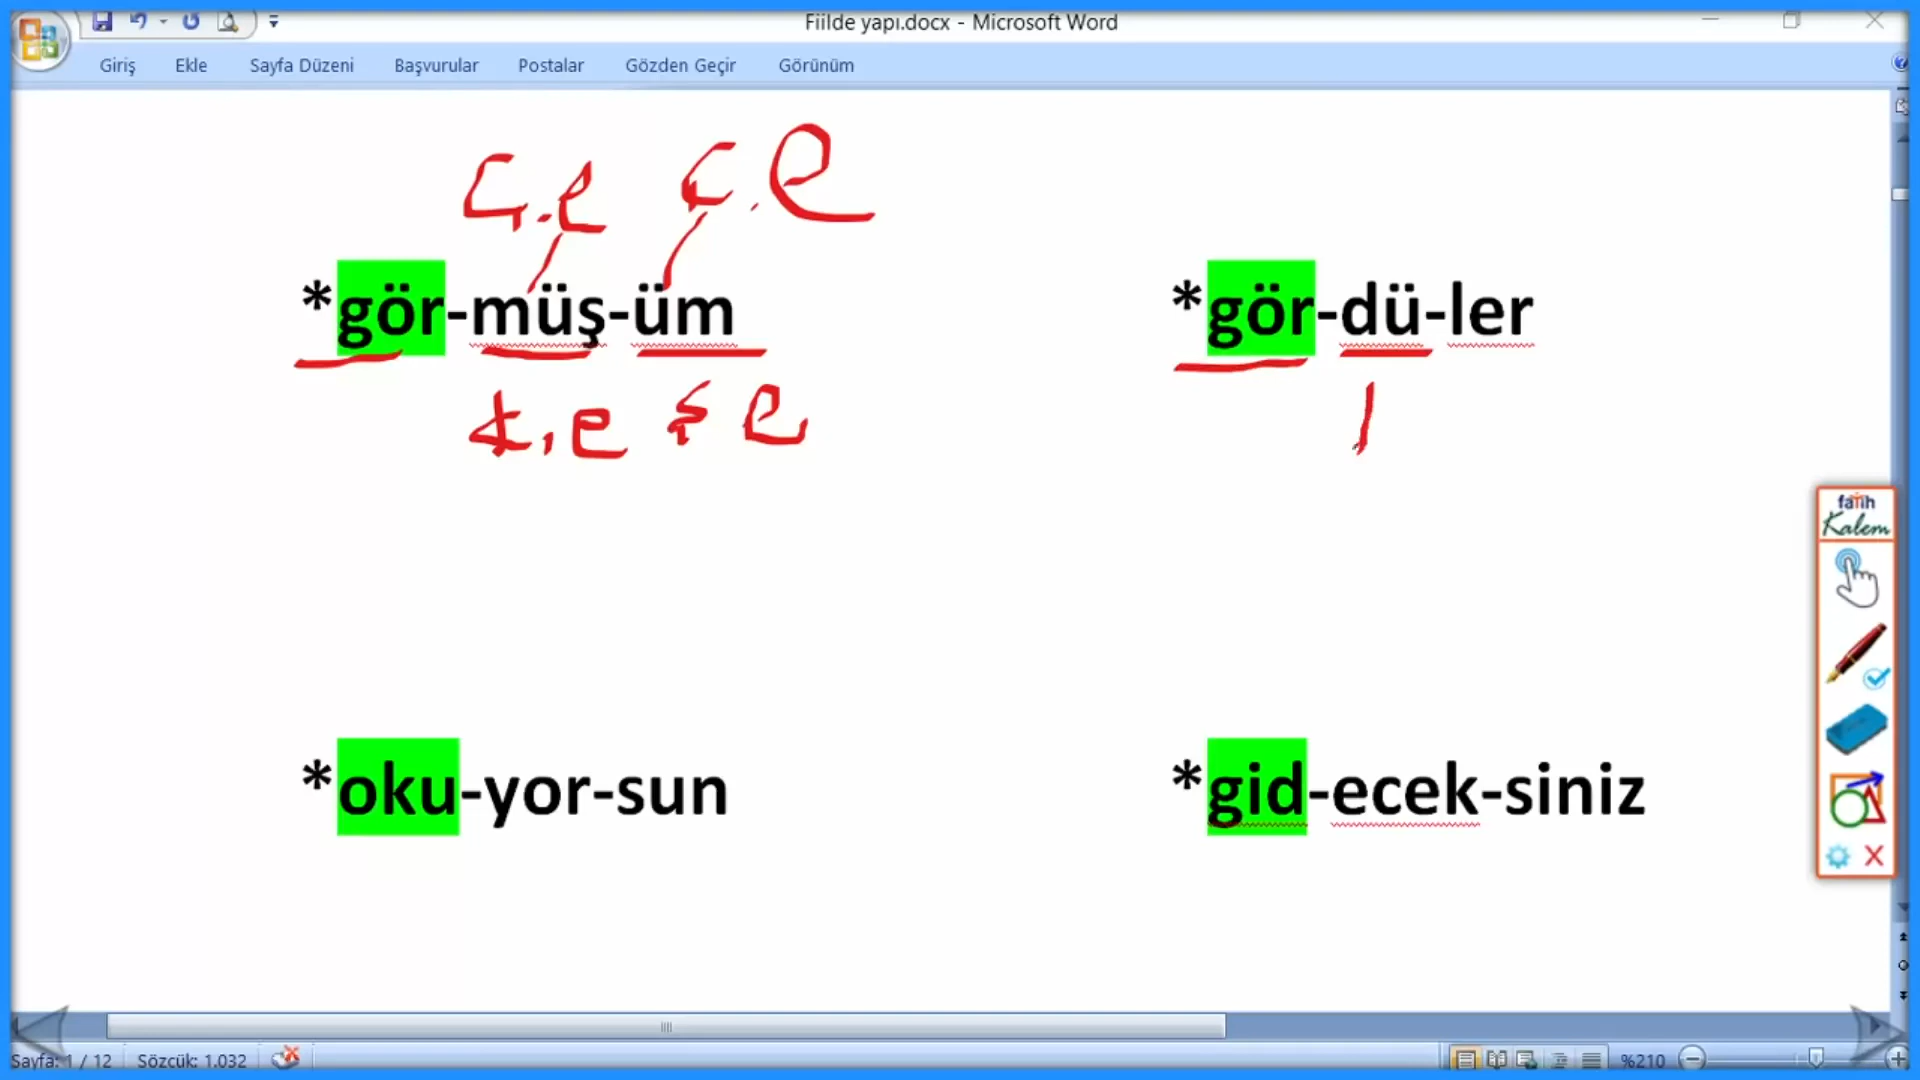 Fiilde yapı.docx - Microsoft Word
Giriş Ekle Sayfa Düzeni Başvurular Postalar Gözden Geçir Görünüm
ç.e ç.e
*gör-müş-üm *gör-dü-ler
k.e ş e
fatih
Kalem
*oku-yor-sun *gid-ecek-siniz
Sayfa: 1 / 12 Sözcük: 1.032 %210